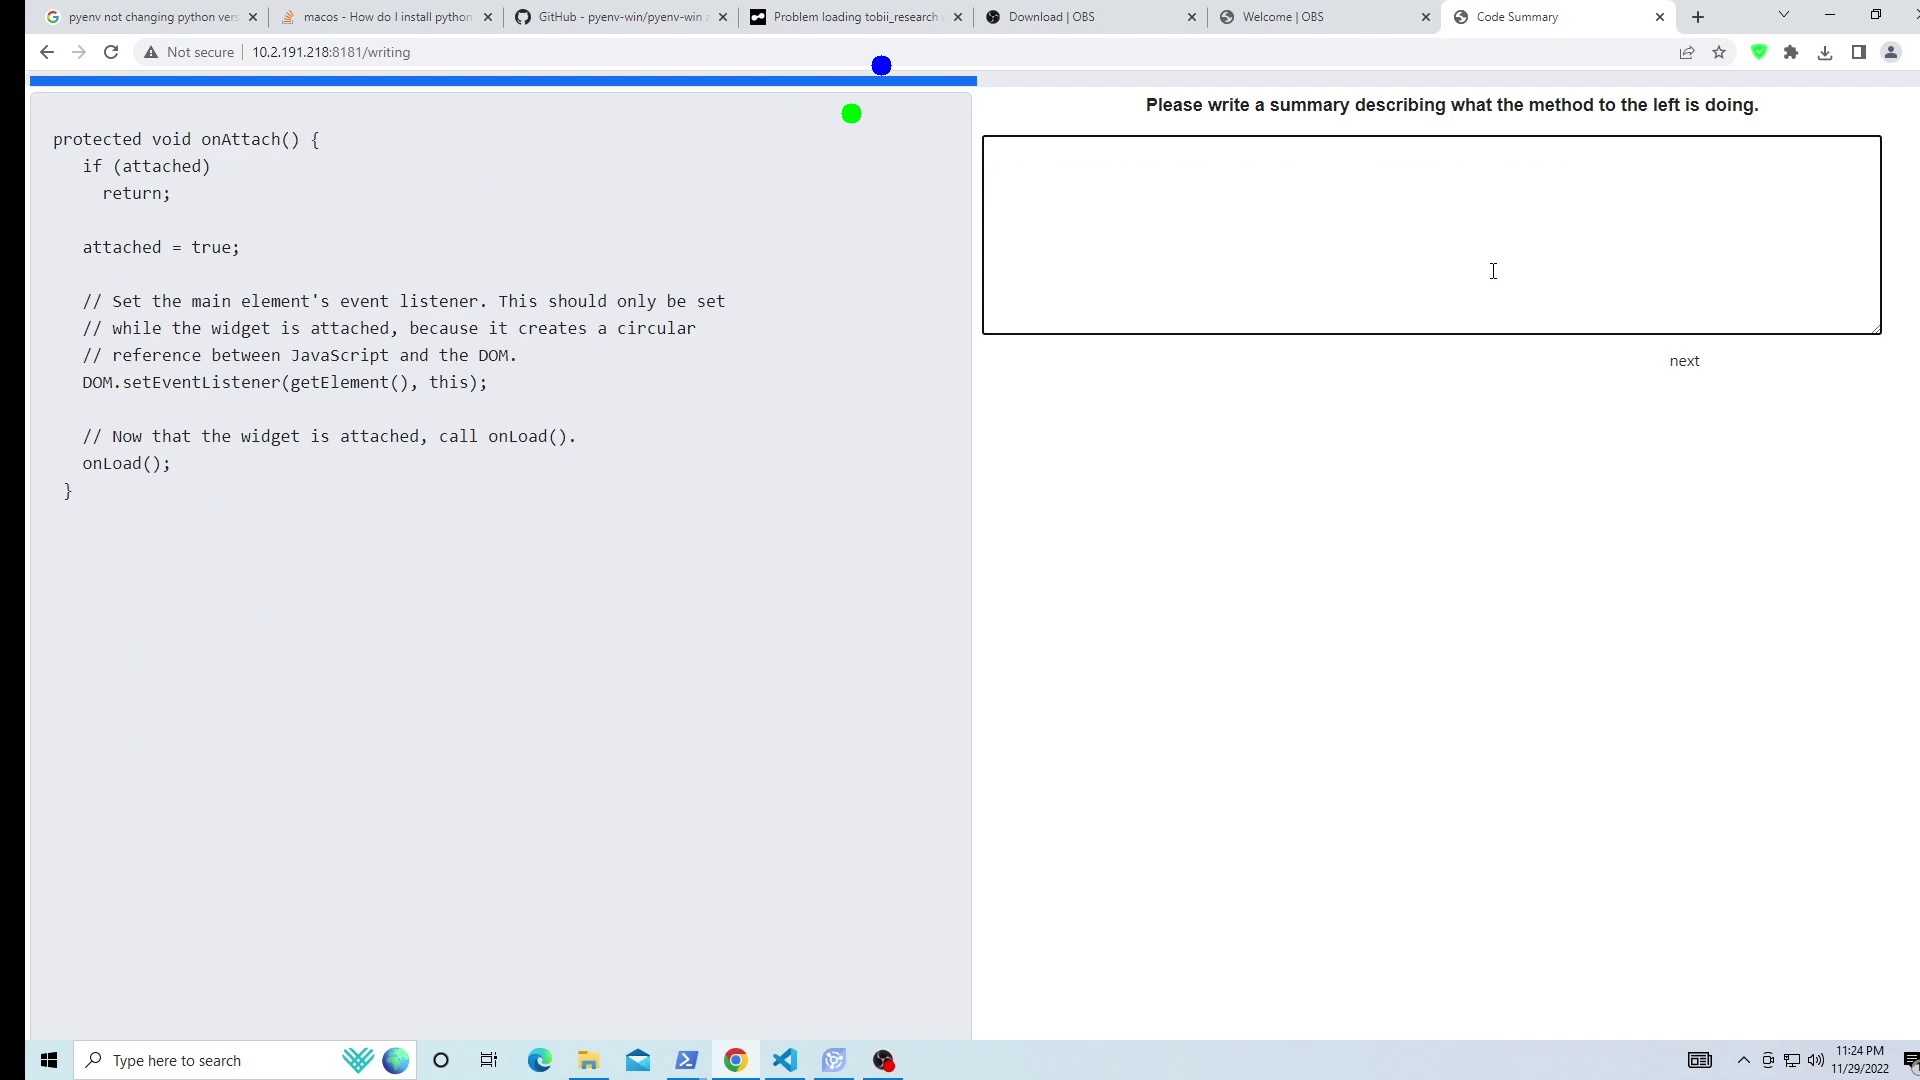 pyenv not changing python vers
macos - How do I install python
GitHub - pyenv-win/pyenv-win
Problem loading tobii_research
Download | OBS
Welcome | OBS
Code Summary
Not secure
10.2.191.218:8181/writing
protected void onAttach() {
if (attached)
return;
attached = true;
// Set the main element's event listener. This should only be set
// while the widget is attached, because it creates a circular
// reference between JavaScript and the DOM.
DOM.setEventListener(getElement(), this);
// Now that the widget is attached, call onLoad().
onLoad();
}
Please write a summary describing what the method to the left is doing.
next
Type here to search
11:24 PM
11/29/2022